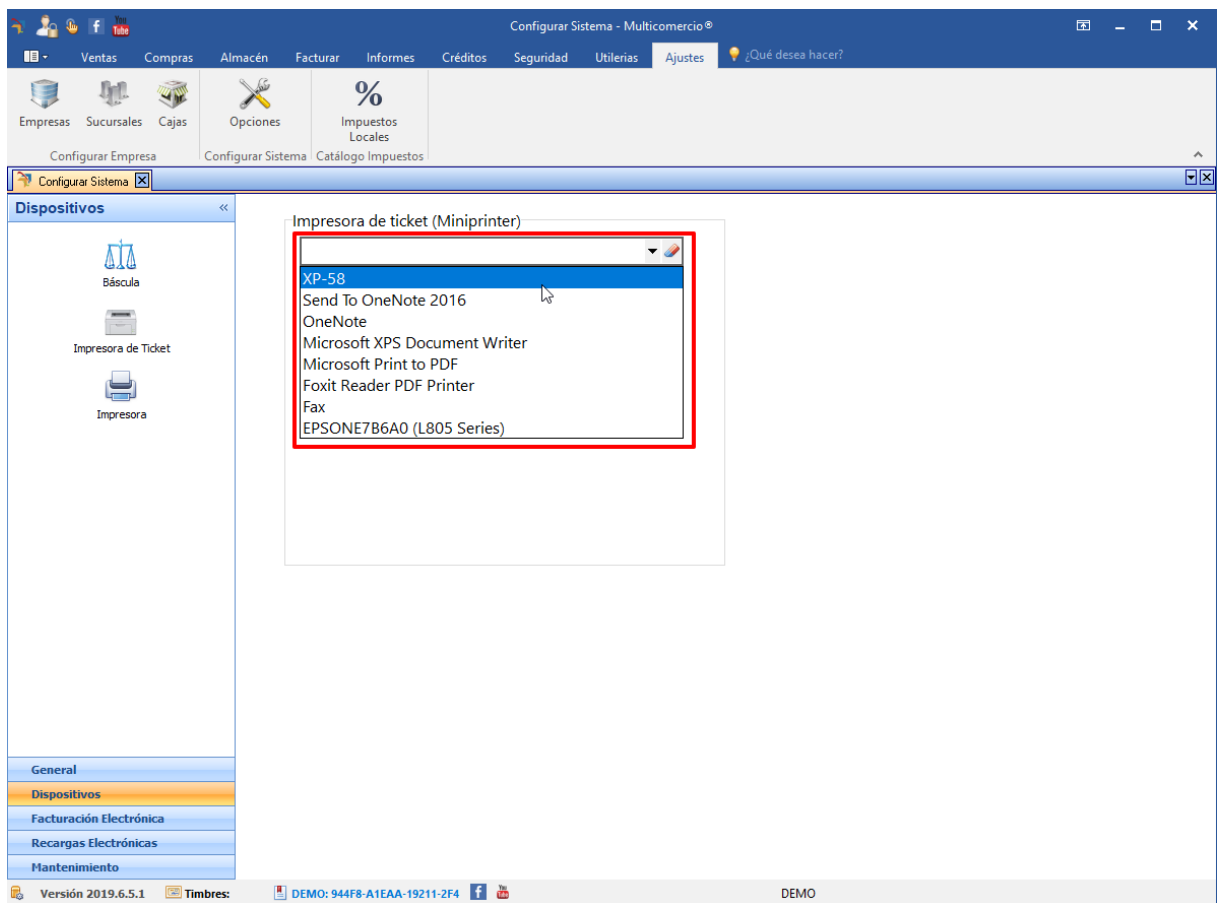 You
Tube
Configurar Sistema - Multicomercio®
Ventas Compras Almacén Facturar Informes Créditos Seguridad Utilerias Ajustes ¿Qué desea hacer?
Empresas Sucursales Cajas Opciones Impuestos Locales
Configurar Empresa Configurar Sistema Catálogo Impuestos
Configurar Sistema
Dispositivos «
Báscula
Impresora de Ticket
Impresora
Impresora de ticket (Miniprinter)
XP-58
Send To OneNote 2016
OneNote
Microsoft XPS Document Writer
Microsoft Print to PDF
Foxit Reader PDF Printer
Fax
EPSONE7B6A0 (L805 Series)
General
Dispositivos
Facturación Electrónica
Recargas Electrónicas
Mantenimiento
Versión 2019.6.5.1 Timbres: DEMO: 944F8-A1EAA-19211-2F4 DEMO